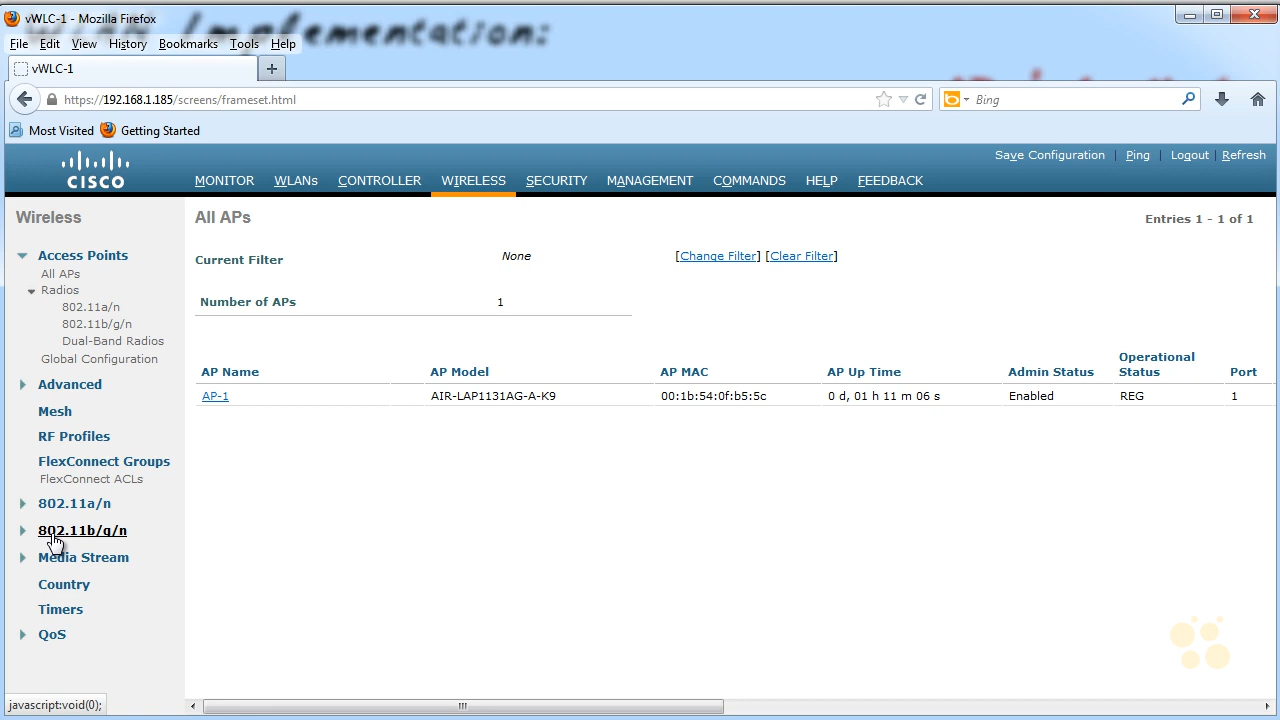 vWLC-1 - Mozilla Firefox
Implementation:
File Edit View History Bookmarks Tools Help
vWLC-1
https://192.168.1.185/screens/frameset.html
Bing
Most Visited Getting Started
Save Configuration | Ping | Logout | Refresh
CISCO
MONITOR WLANs CONTROLLER WIRELESS SECURITY MANAGEMENT COMMANDS HELP FEEDBACK
Wireless
Access Points
All APs
Radios
802.11a/n
802.11b/g/n
Dual-Band Radios
Global Configuration
Advanced
Mesh
RF Profiles
FlexConnect Groups
FlexConnect ACLs
802.11a/n
802.11b/g/n
Media Stream
Country
Timers
QoS
All APs
Entries 1 - 1 of 1
Current Filter None [Change Filter] [Clear Filter]
Number of APs 1
AP Name AP Model AP MAC AP Up Time Admin Status Operational Status Port
AP-1 AIR-LAP1131AG-A-K9 00:1b:54:0f:b5:5c 0 d, 01 h 11 m 06 s Enabled REG 1
javascript:void(0);